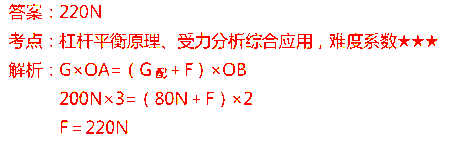 答案：220N
考点：杠杆平衡原理、受力分析综合应用，难度系数★★★
解析：G×OA=（G配+F）×OB
200N×3=（80N+F）×2
F=220N